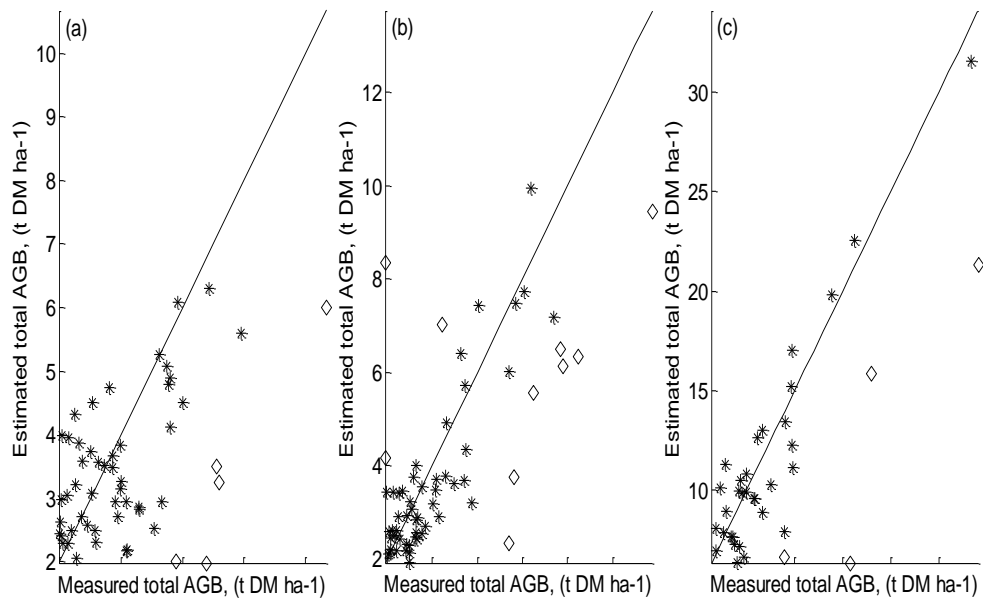 (a)
10
9
8
7
6
5
4
3
2
Estimated total AGB, (t DM ha-1)
Measured total AGB, (t DM ha-1)
(b)
12
10
8
6
4
2
Estimated total AGB, (t DM ha-1)
Measured total AGB, (t DM ha-1)
(c)
30
25
20
15
10
Estimated total AGB, (t DM ha-1)
Measured total AGB, (t DM ha-1)